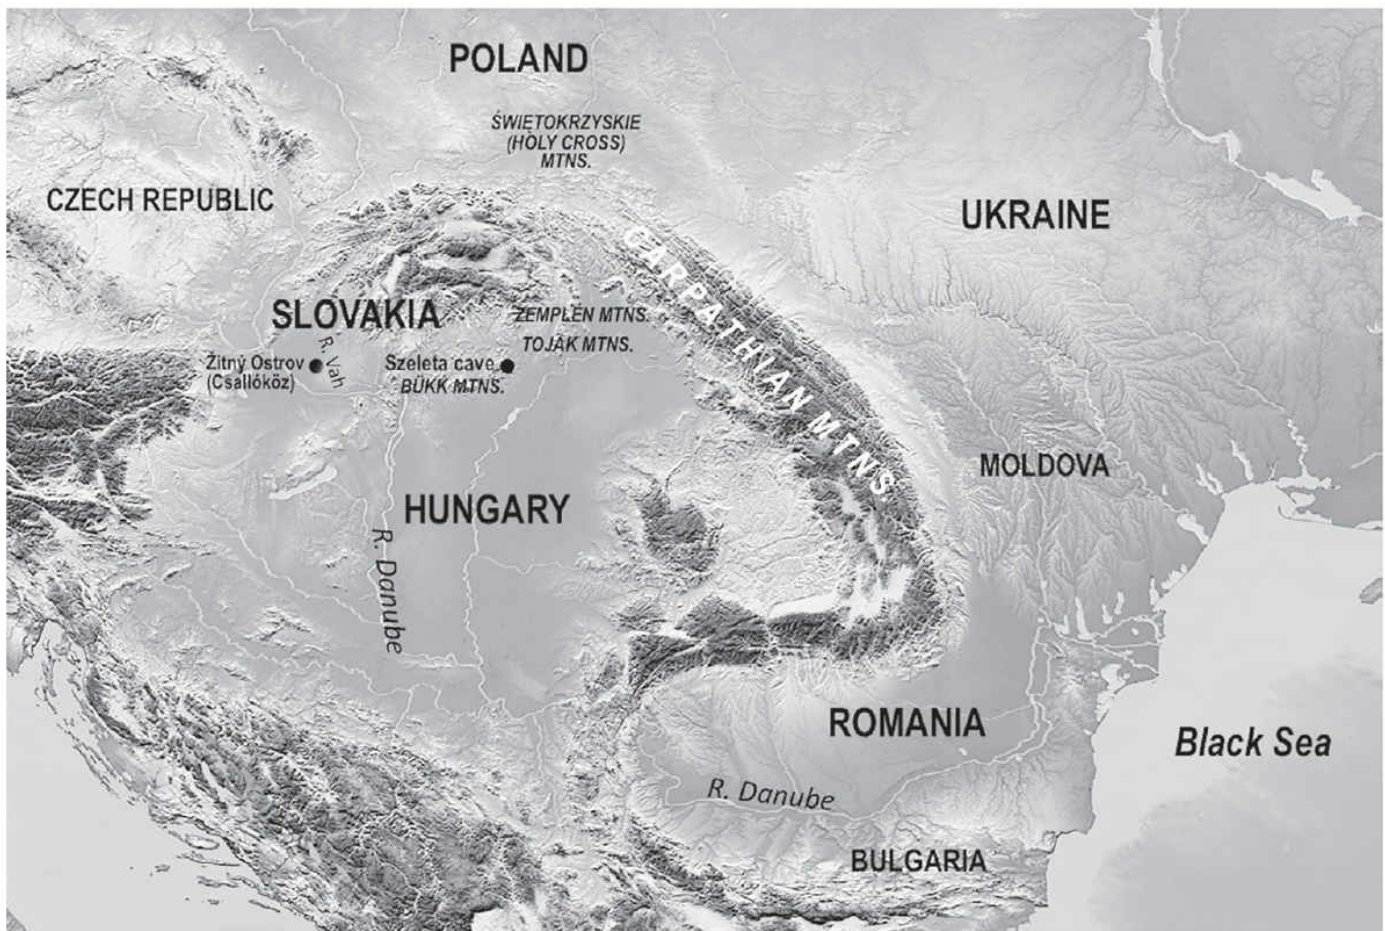 POLAND
ŚWIĘTOKRZYSKIE
(HOLY CROSS)
MTNS.
CZECH REPUBLIC
UKRAINE
CARPATHIAN MTNS
SLOVAKIA
ZEMPLÉN MTNS.
TOJÁK MTNS.
R. Vah
Žitný Ostrov
(Csallóköz)
Szeleta cave
BÜKK MTNS.
MOLDOVA
HUNGARY
R. Danube
ROMANIA
Black Sea
R. Danube
BULGARIA